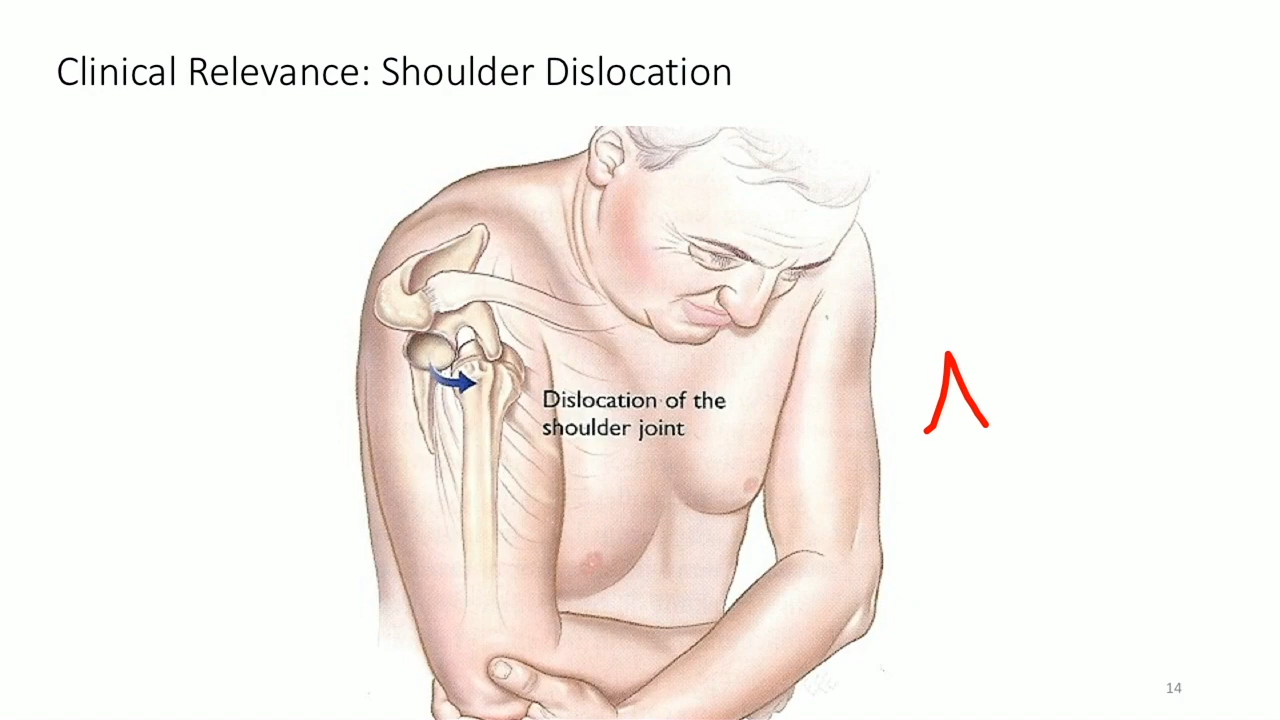 Clinical Relevance: Shoulder Dislocation
Dislocation of the
shoulder joint
14